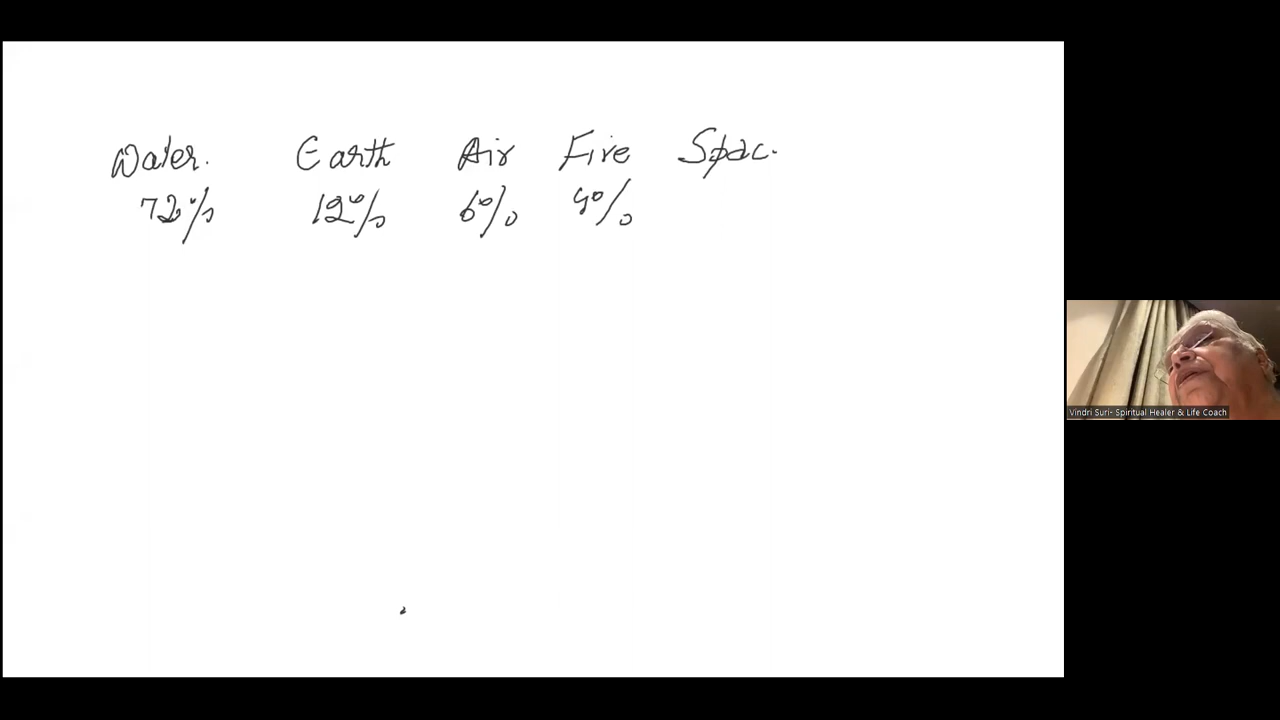 Water. Earth Air Fire Spac.
72% 12% 6% 4%
Vindri Suri- Spiritual Healer & Life Coach